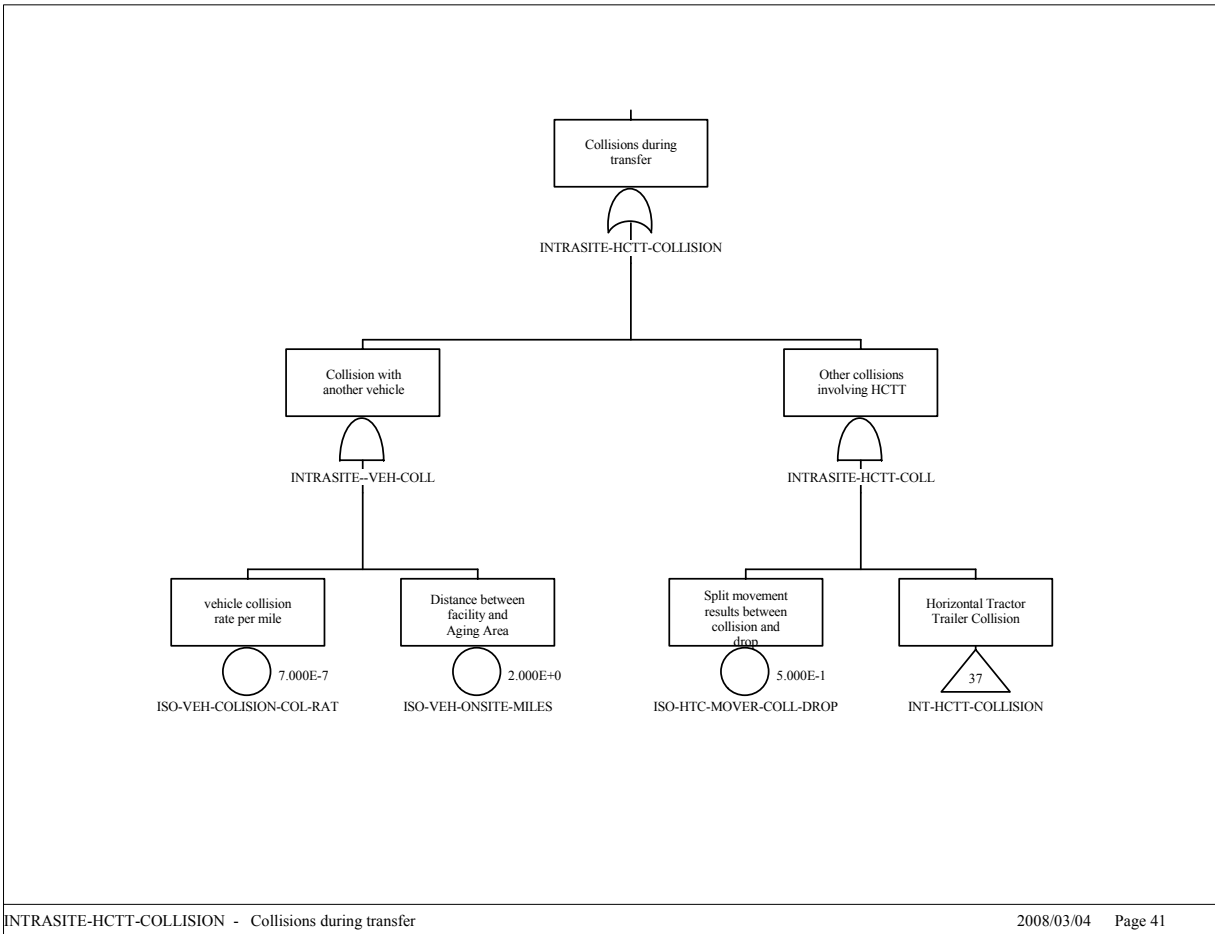 Collisions during
transfer
INTRASITE-HCTT-COLLISION
Collision with
another vehicle
INTRASITE--VEH-COLL
Other collisions
involving HCTT
INTRASITE-HCTT-COLL
vehicle collision
rate per mile
7.000E-7
ISO-VEH-COLISION-COL-RAT
Distance between
facility and
Aging Area
2.000E+0
ISO-VEH-ONSITE-MILES
Split movement
results between
collision and
drop
5.000E-1
ISO-HTC-MOVER-COLL-DROP
Horizontal Tractor
Trailer Collision
37
INT-HCTT-COLLISION
INTRASITE-HCTT-COLLISION - Collisions during transfer
2008/03/04 Page 41